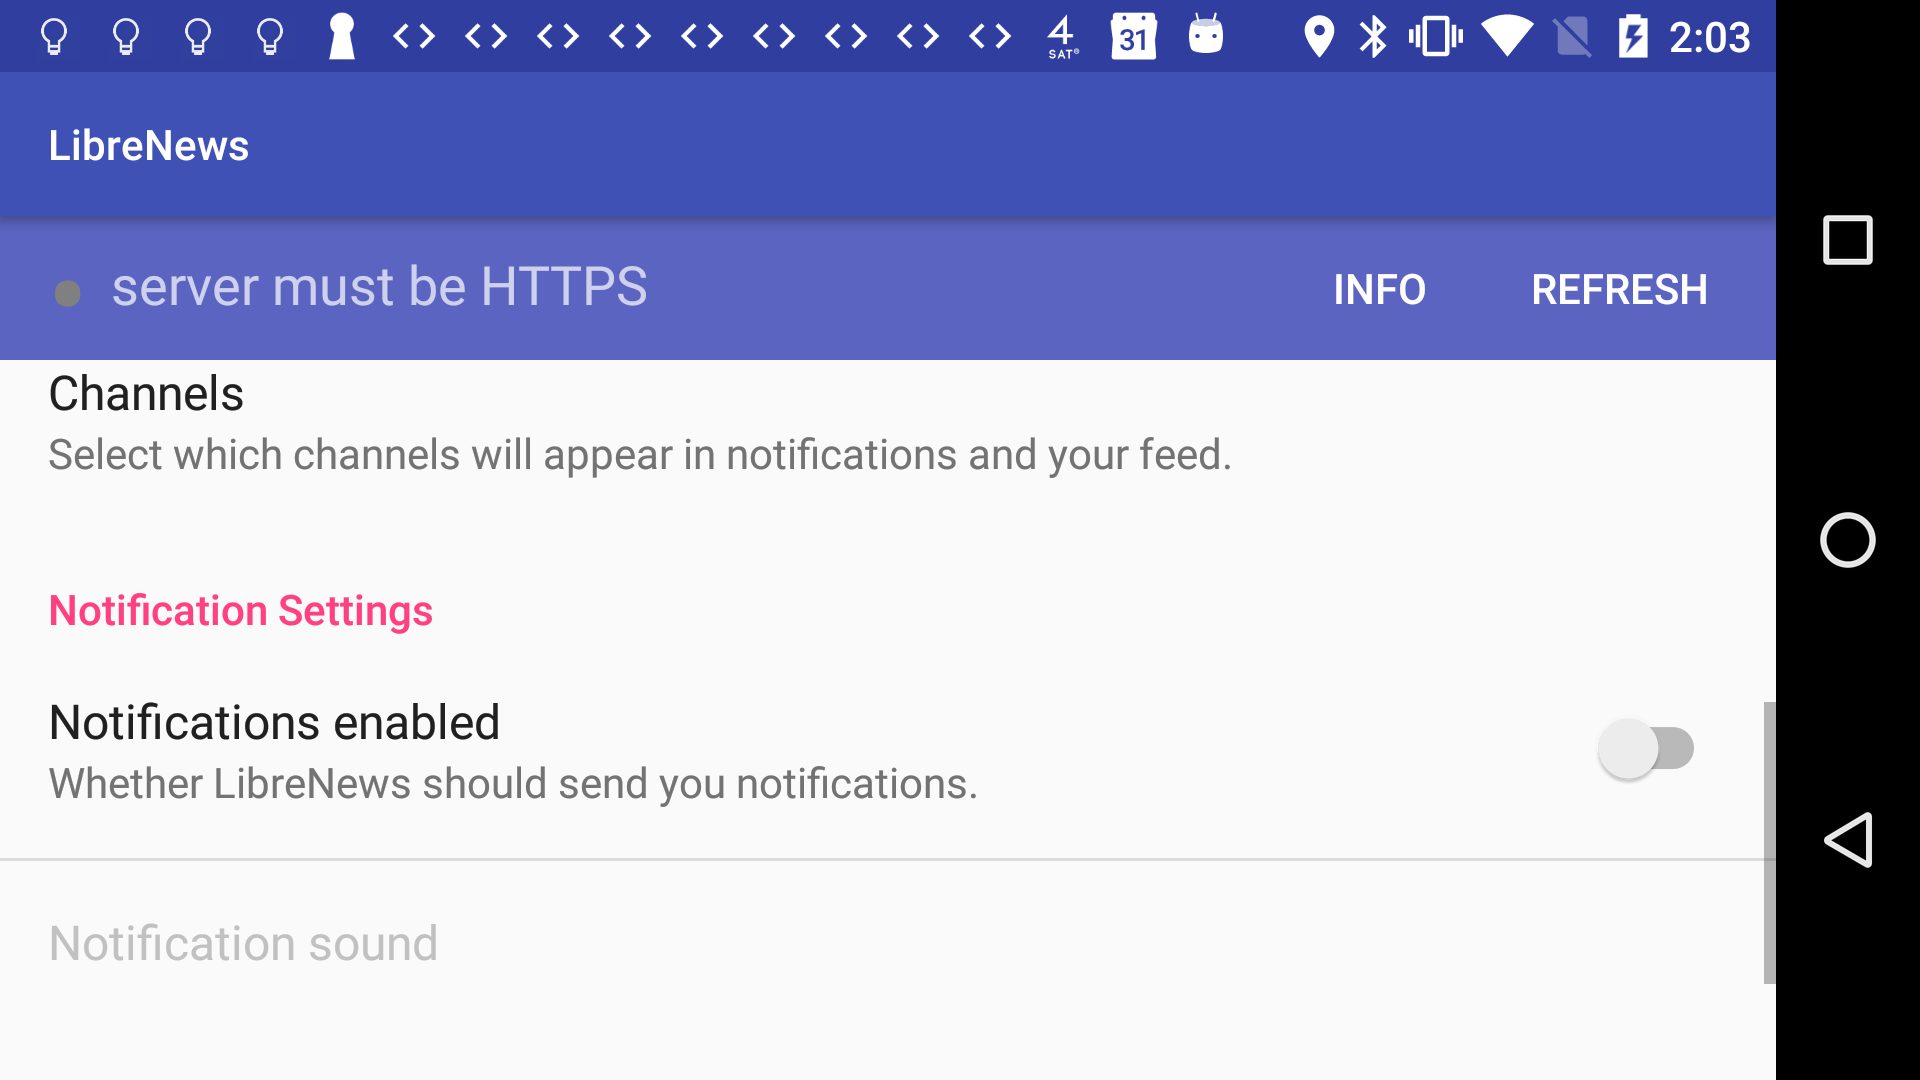 4 SAT® 31 2:03
LibreNews
server must be HTTPS INFO REFRESH
Channels
Select which channels will appear in notifications and your feed.
Notification Settings
Notifications enabled
Whether LibreNews should send you notifications.
Notification sound